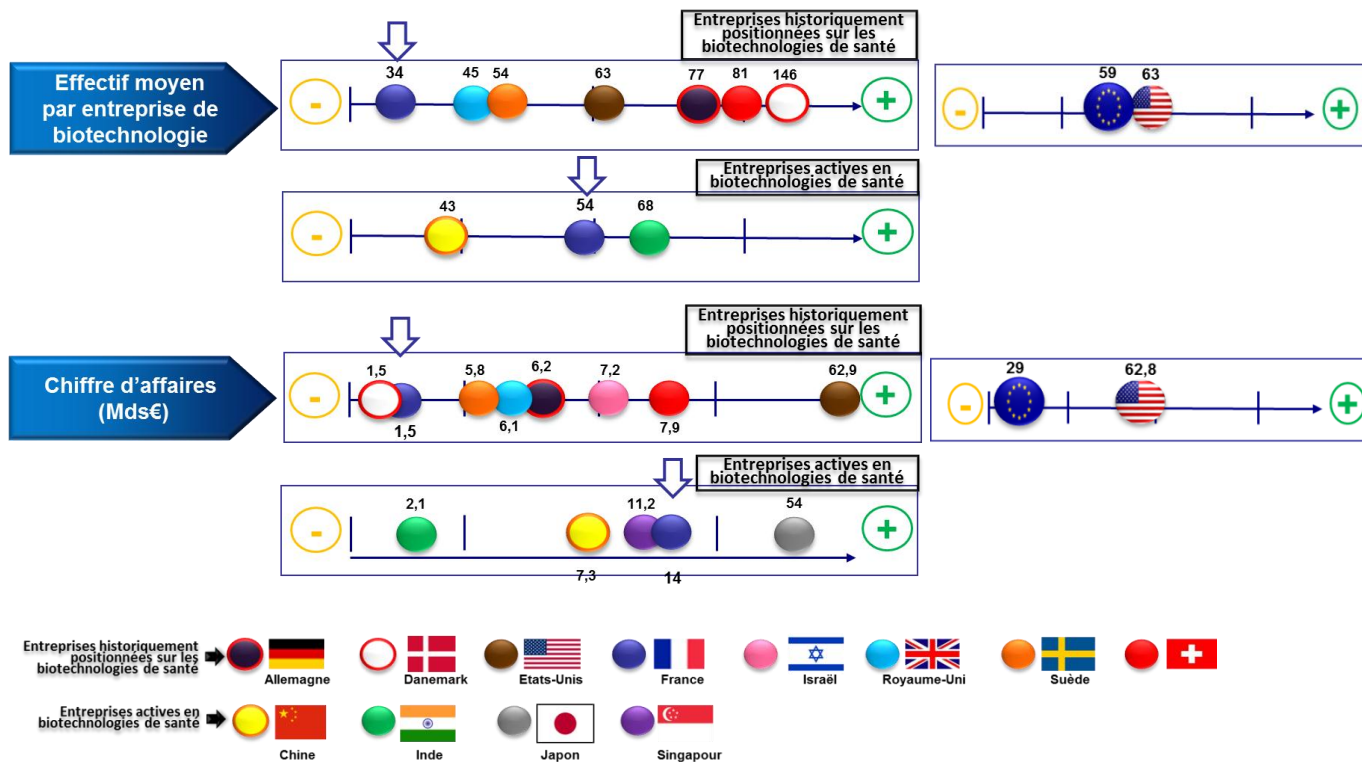 Entreprises historiquement
positionnées sur les
biotechnologies de santé
Effectif moyen
par entreprise de
biotechnologie
-
34
45
54
63
77
81
146
+
-
59
63
+
Entreprises actives en
biotechnologies de santé
-
43
54
68
+
Entreprises historiquement
positionnées sur les
biotechnologies de santé
Chiffre d'affaires
(Mds€)
-
1,5
1,5
5,8
6,1
6,2
7,2
7,9
62,9
+
-
29
62,8
+
Entreprises actives en
biotechnologies de santé
-
2,1
7,3
11,2
14
54
+
Entreprises historiquement
positionnées sur les
biotechnologies de santé
Allemagne
Danemark
Etats-Unis
France
Israël
Royaume-Uni
Suède
Entreprises actives en
biotechnologies de santé
Chine
Inde
Japon
Singapour